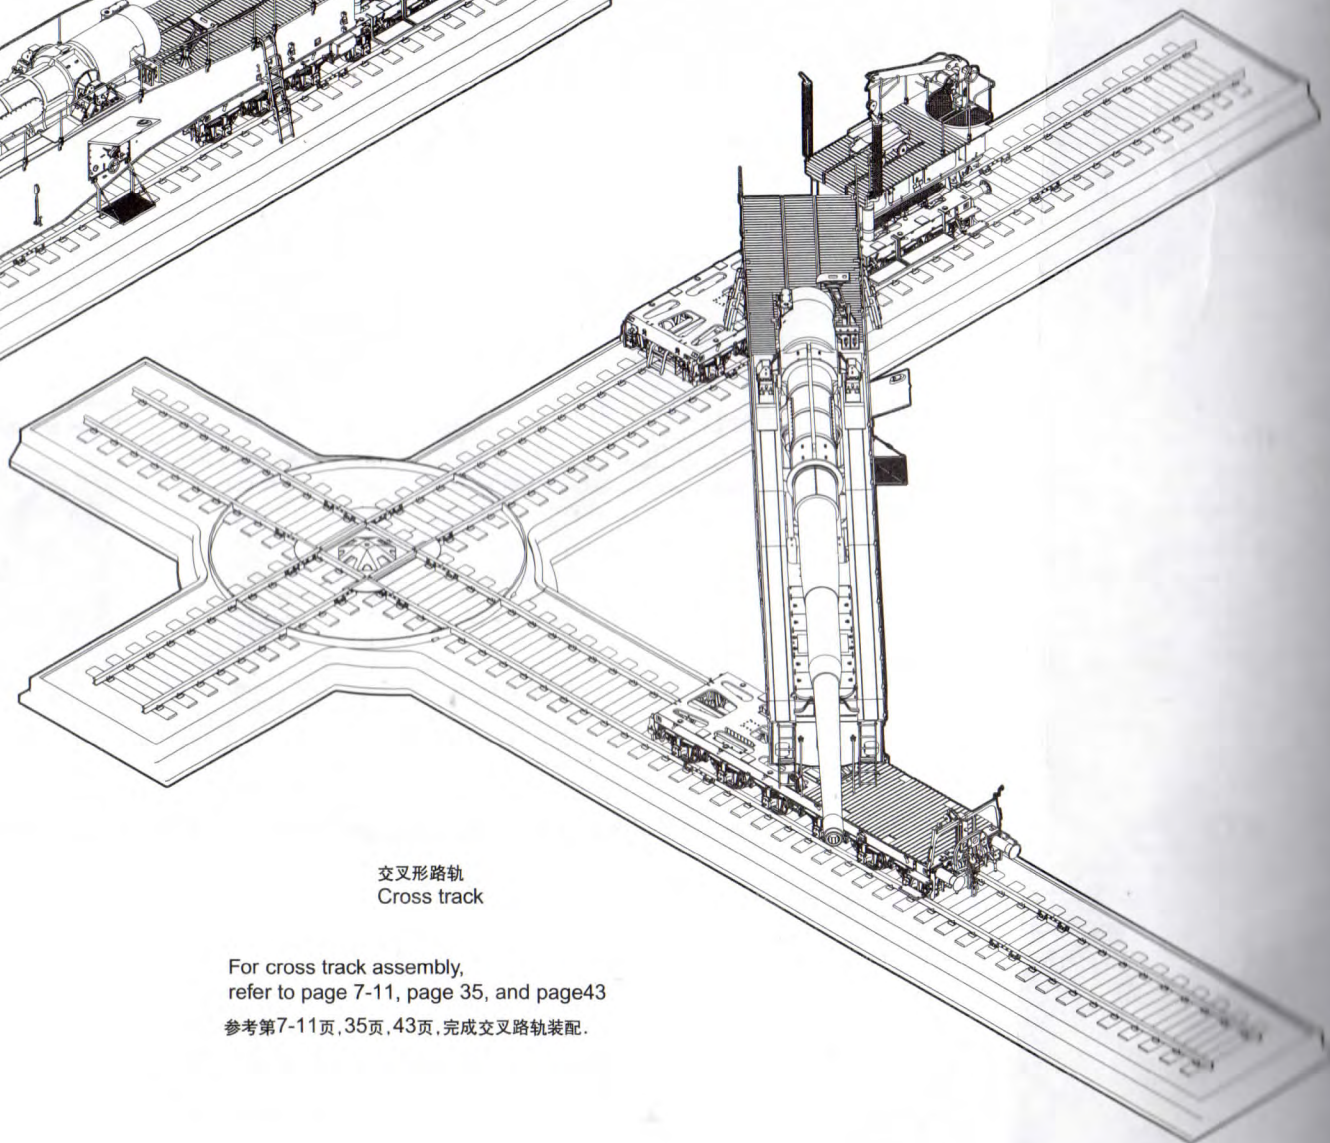 交叉形路轨
Cross track
For cross track assembly,
refer to page 7-11, page 35, and page43
参考第7-11页,35页,43页,完成交叉路轨装配.